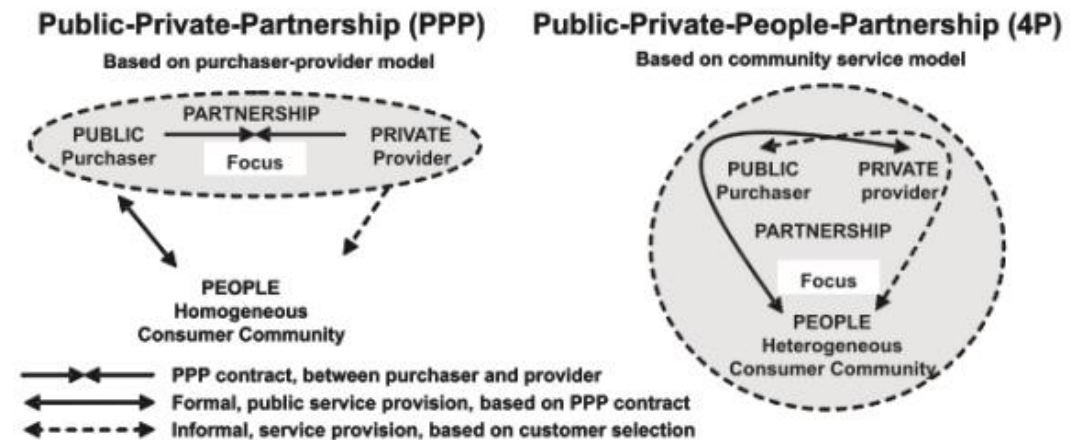 Public-Private-Partnership (PPP)
Based on purchaser-provider model
PARTNERSHIP
PUBLIC
Purchaser
PRIVATE
Provider
Focus
PEOPLE
Homogeneous
Consumer Community
Public-Private-People-Partnership (4P)
Based on community service model
PUBLIC
Purchaser
PRIVATE
provider
PARTNERSHIP
Focus
PEOPLE
Heterogeneous
Consumer Community
PPP contract, between purchaser and provider
Formal, public service provision, based on PPP contract
Informal, service provision, based on customer selection